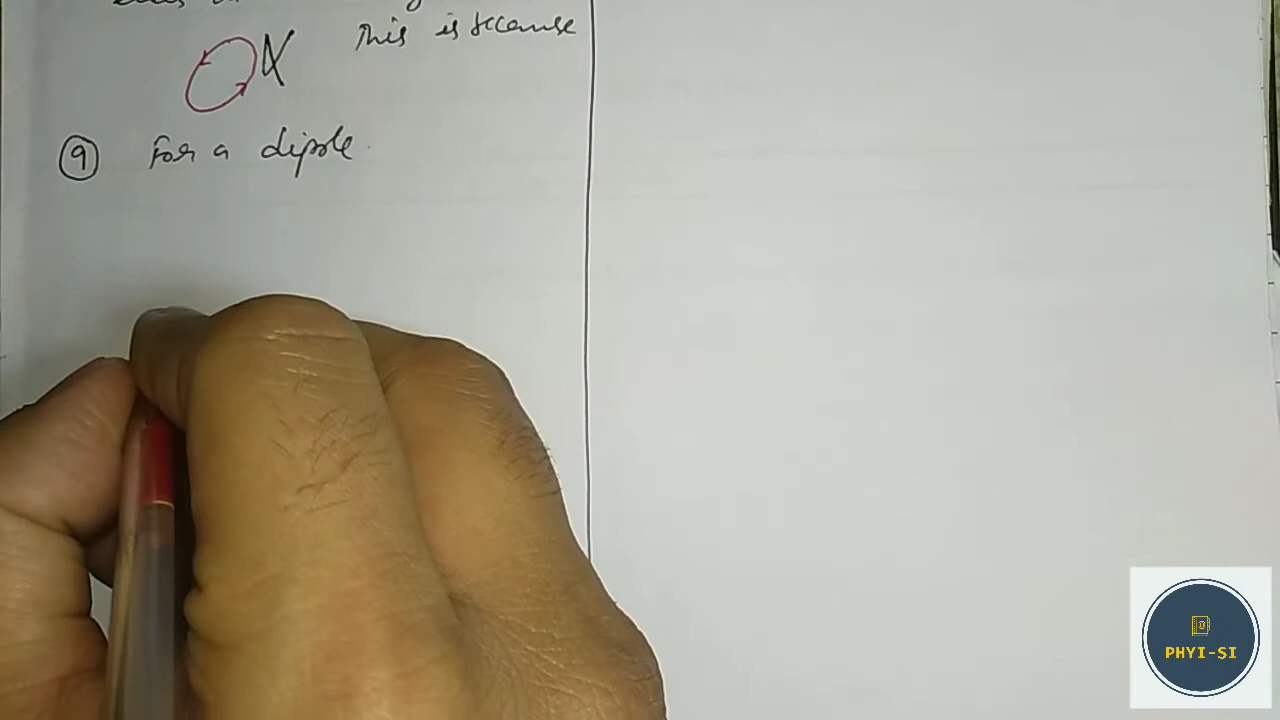 This is because
⑨ For a dipole.
PHYI-SI